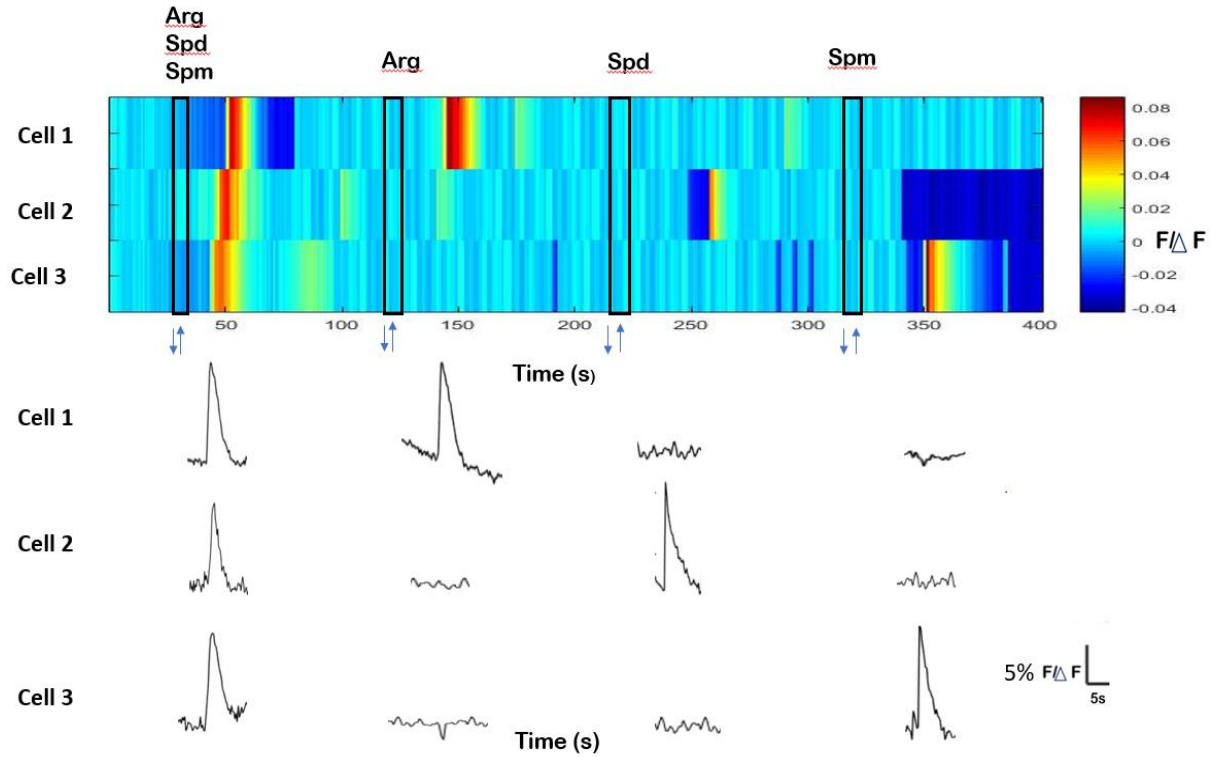 Arg
Spd
Spm
Arg
Spd
Spm
Cell 1
Cell 2
Cell 3
0.08
0.06
0.04
0.02
0
-0.02
-0.04
F/△ F
50 100 150 200 250 300 350 400
Time (s)
Cell 1
Cell 2
Cell 3
5% F/△ F
5s
Time (s)